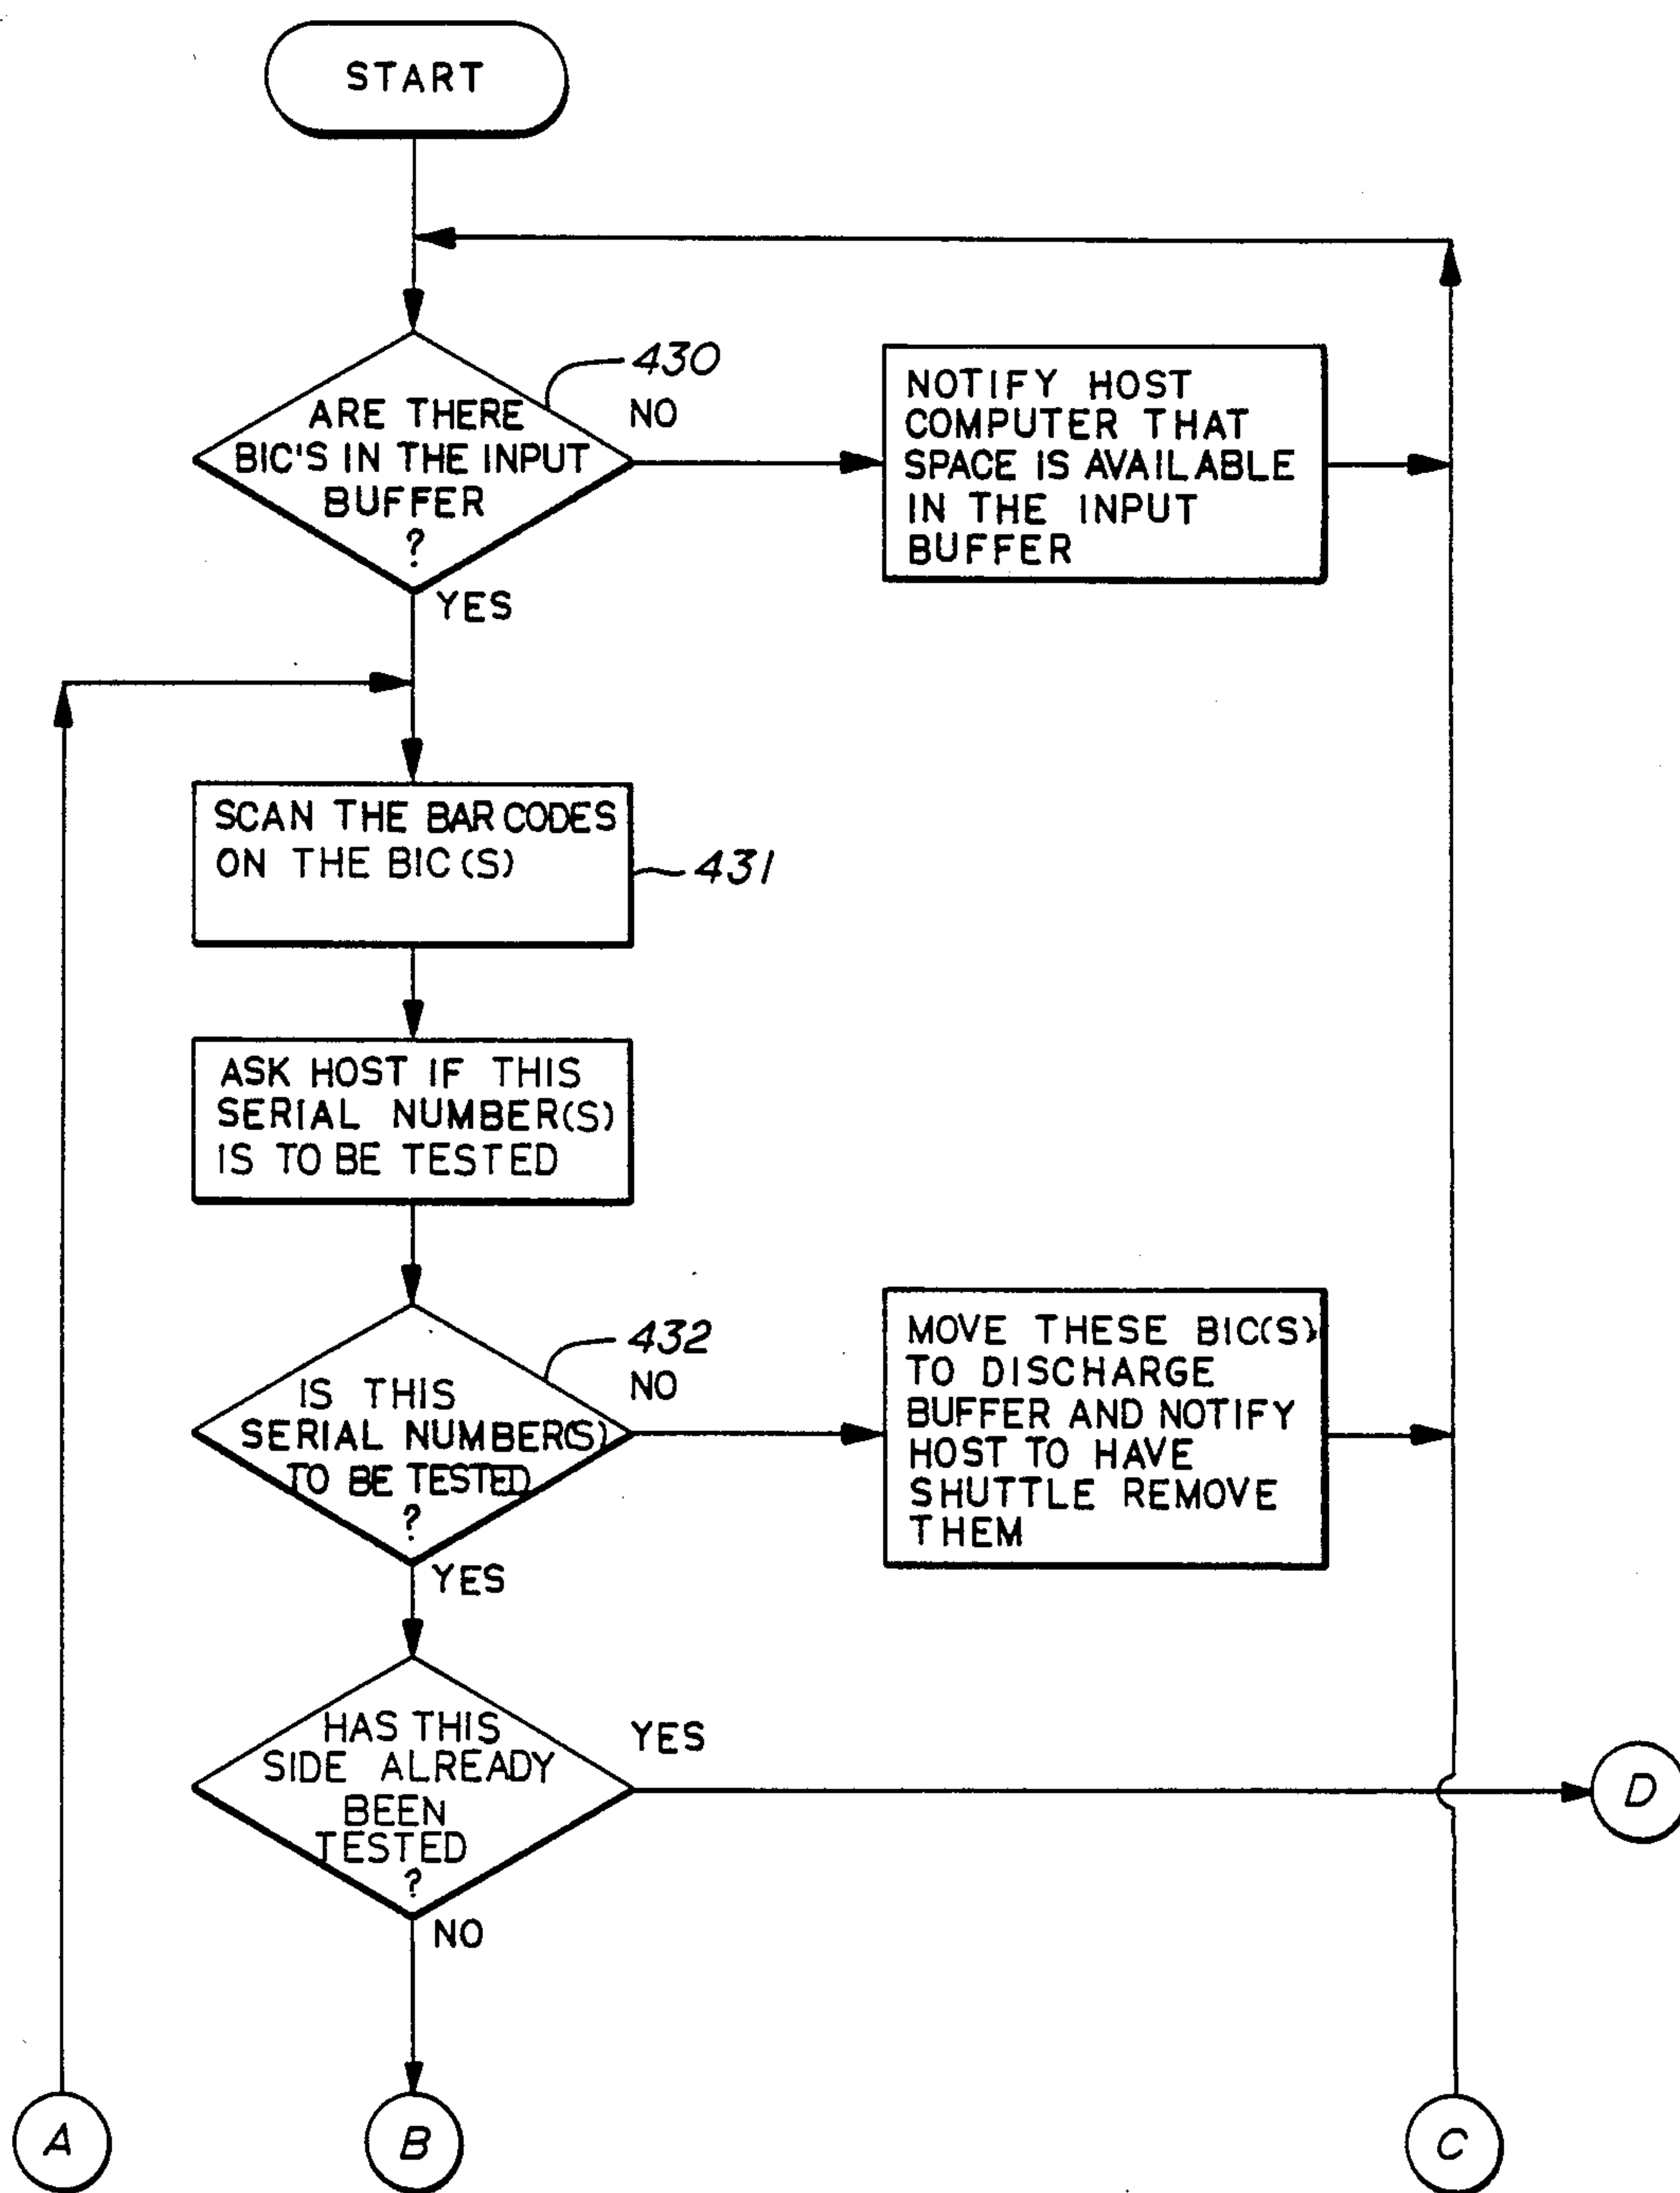 START
430
ARE THERE
BIC'S IN THE INPUT
BUFFER
?
NO
YES
NOTIFY HOST
COMPUTER THAT
SPACE IS AVAILABLE
IN THE INPUT
BUFFER
SCAN THE BAR CODES
ON THE BIC(S)
431
ASK HOST IF THIS
SERIAL NUMBER(S)
IS TO BE TESTED
432
IS THIS
SERIAL NUMBER(S)
TO BE TESTED
?
NO
YES
MOVE THESE BIC(S)
TO DISCHARGE
BUFFER AND NOTIFY
HOST TO HAVE
SHUTTLE REMOVE
THEM
HAS THIS
SIDE ALREADY
BEEN
TESTED
?
YES
NO
D
A
B
C